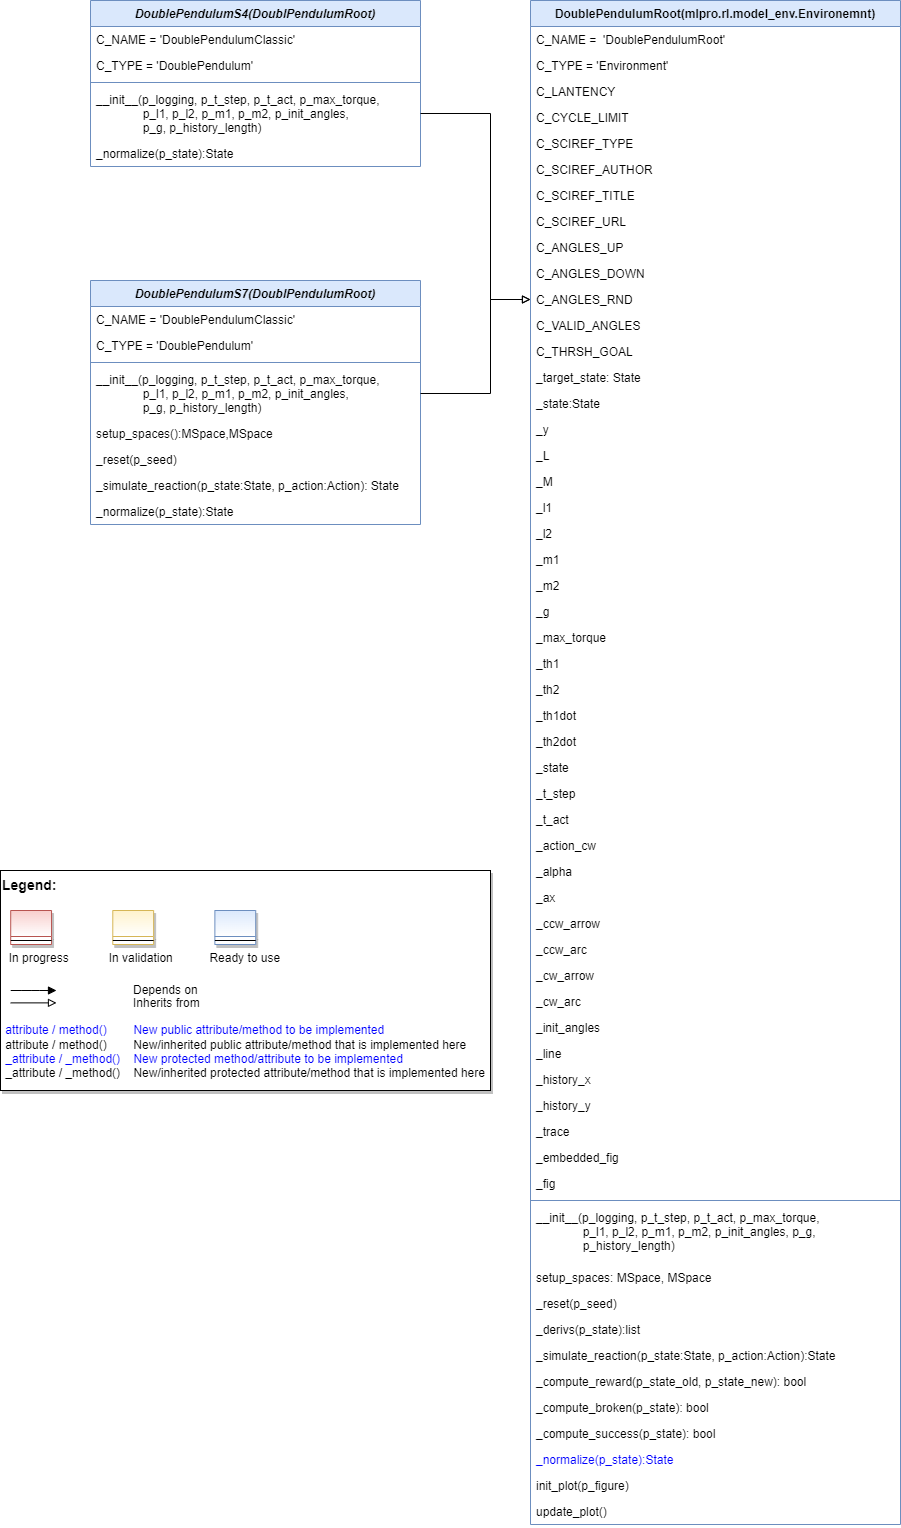 DoublePendulumS4(DoublPendulumRoot)
C_NAME = 'DoublePendulumClassic'
C_TYPE = 'DoublePendulum'
__init__(p_logging, p_t_step, p_t_act, p_max_torque,
p_l1, p_l2, p_m1, p_m2, p_init_angles,
p_g, p_history_length)
_normalize(p_state):State
DoublePendulumS7(DoublPendulumRoot)
C_NAME = 'DoublePendulumClassic'
C_TYPE = 'DoublePendulum'
__init__(p_logging, p_t_step, p_t_act, p_max_torque,
p_l1, p_l2, p_m1, p_m2, p_init_angles,
p_g, p_history_length)
setup_spaces():MSpace,MSpace
_reset(p_seed)
_simulate_reaction(p_state:State, p_action:Action): State
_normalize(p_state):State
DoublePendulumRoot(mlpro.rl.model_env.Environemnt)
C_NAME =  'DoublePendulumRoot'
C_TYPE = 'Environment'
C_LANTENCY
C_CYCLE_LIMIT
C_SCIREF_TYPE
C_SCIREF_AUTHOR
C_SCIREF_TITLE
C_SCIREF_URL
C_ANGLES_UP
C_ANGLES_DOWN
C_ANGLES_RND
C_VALID_ANGLES
C_THRSH_GOAL
_target_state: State
_state:State
_y
_L
_M
_l1
_l2
_m1
_m2
_g
_max_torque
_th1
_th2
_th1dot
_th2dot
_state
_t_step
_t_act
_action_cw
_alpha
_ax
_ccw_arrow
_ccw_arc
_cw_arrow
_cw_arc
_init_angles
_line
_history_x
_history_y
_trace
_embedded_fig
_fig
__init__(p_logging, p_t_step, p_t_act, p_max_torque,
p_l1, p_l2, p_m1, p_m2, p_init_angles, p_g,
p_history_length)
setup_spaces: MSpace, MSpace
_reset(p_seed)
_derivs(p_state):list
_simulate_reaction(p_state:State, p_action:Action):State
_compute_reward(p_state_old, p_state_new): bool
_compute_broken(p_state): bool
_compute_success(p_state): bool
_normalize(p_state):State
init_plot(p_figure)
update_plot()
Legend:
In progress In validation Ready to use
Depends on
Inherits from
attribute / method() New public attribute/method to be implemented
attribute / method() New/inherited public attribute/method that is implemented here
_attribute / _method() New protected method/attribute to be implemented
_attribute / _method() New/inherited protected attribute/method that is implemented here